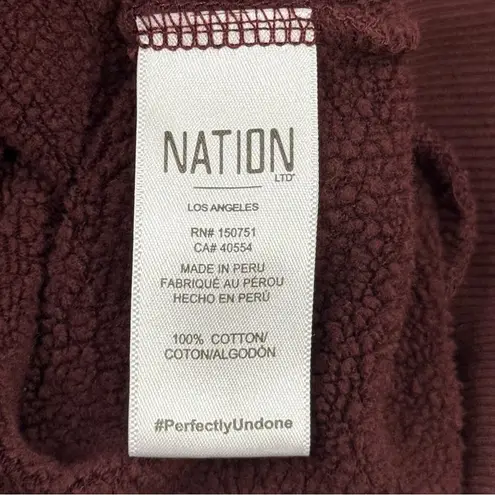 NATION
LTD
LOS ANGELES
RN# 150751
CA# 40554
MADE IN PERU
FABRIQUÉ AU PÉROU
HECHO EN PERÚ
100% COTTON/
COTON/ALGODÓN
#PerfectlyUndone